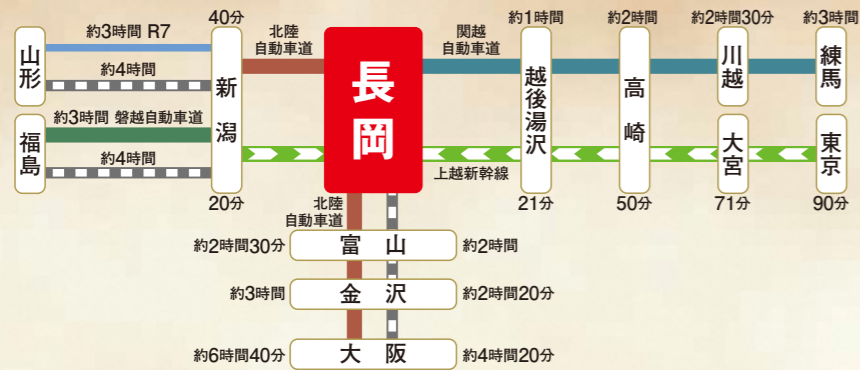 40分
北陸
自動車道
関越
自動車道
約1時間
約2時間
約2時間30分
約3時間
山形
約3時間 R7
約4時間
福島
約3時間 磐越自動車道
約4時間
新潟
長岡
越後湯沢
高崎
川越
大宮
練馬
東京
上越新幹線
20分
21分
50分
71分
90分
北陸
自動車道
約2時間30分
富山
約2時間
約3時間
金沢
約2時間20分
約6時間40分
大阪
約4時間20分